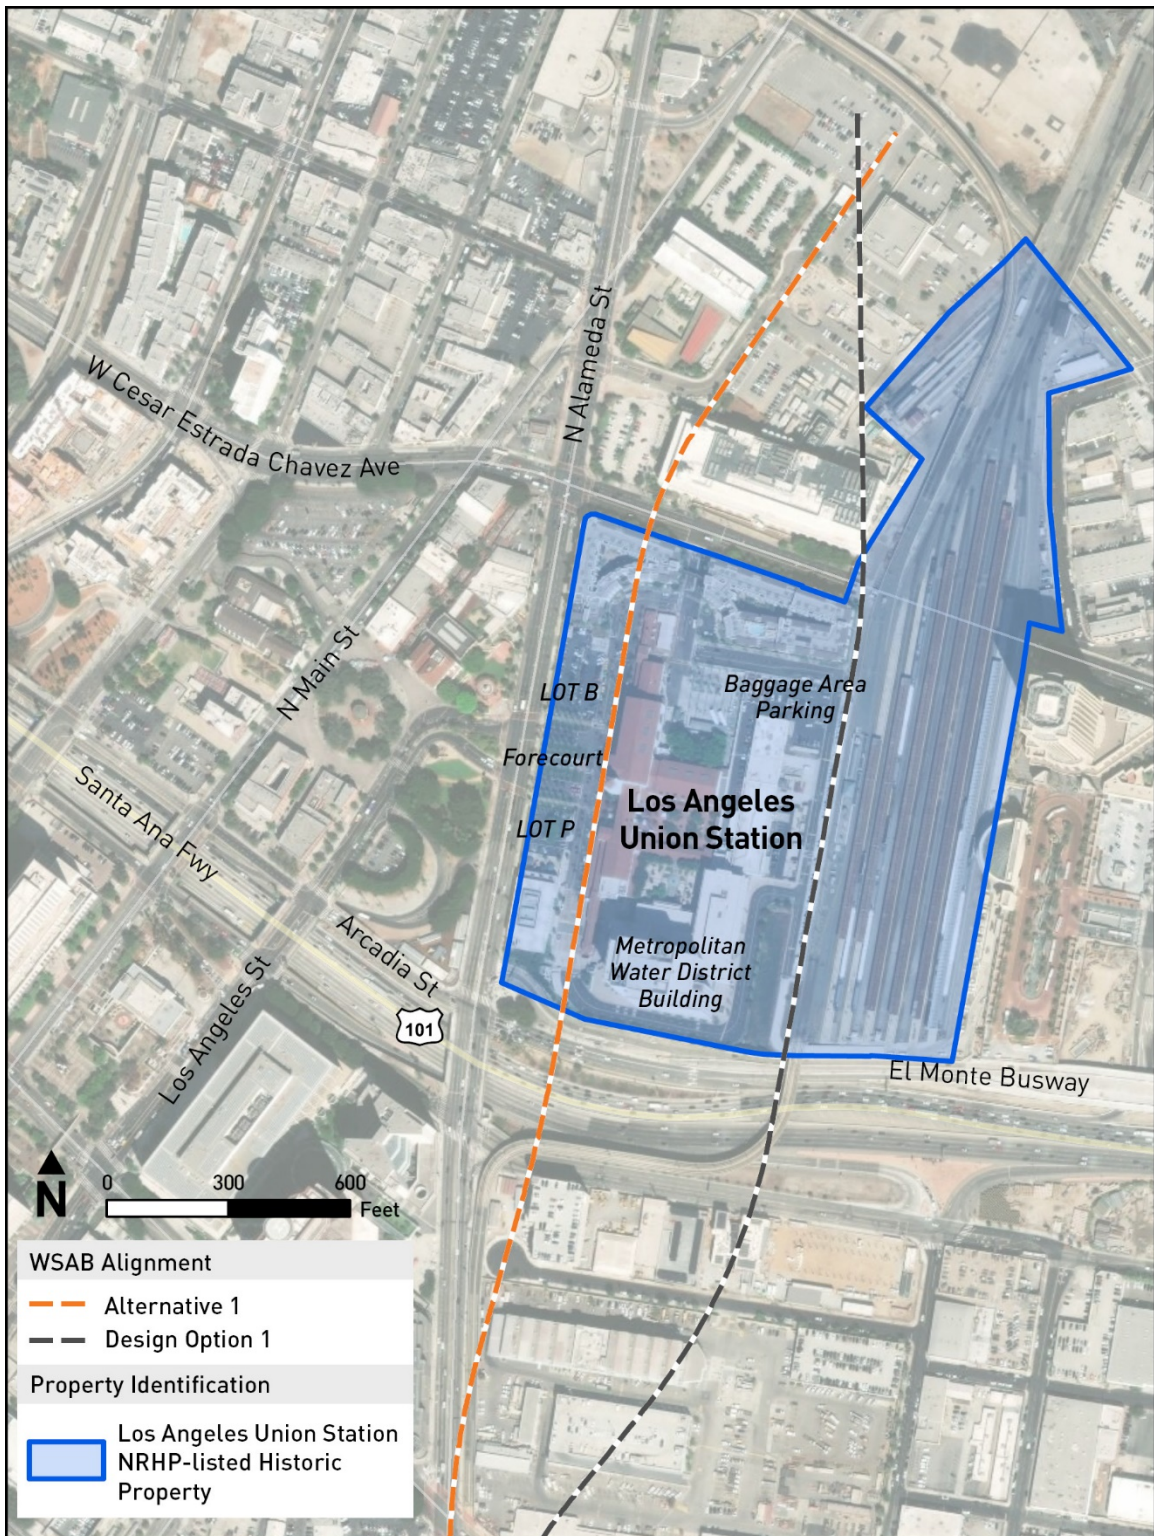 N Alameda St
W Cesar Estrada Chavez Ave
N Main St
LOT B
Baggage Area
Parking
Forecourt
Los Angeles
Union Station
LOT P
Santa Ana Fwy
Arcadia St
Metropolitan
Water District
Building
101
Los Angeles St
El Monte Busway
N
0 300 600
Feet
WSAB Alignment
Alternative 1
Design Option 1
Property Identification
Los Angeles Union Station
NRHP-listed Historic
Property